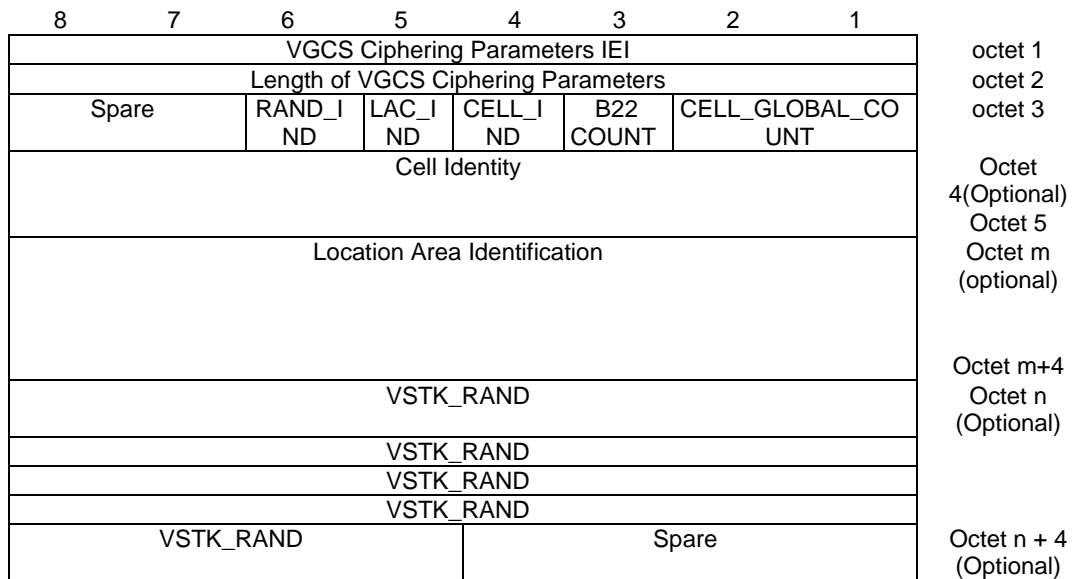 8 7 6 5 4 3 2 1
VGCS Ciphering Parameters IEI octet 1
Length of VGCS Ciphering Parameters octet 2
Spare RAND_I LAC_I CELL_I B22 CELL_GLOBAL_CO octet 3
ND ND ND COUNT UNT
Cell Identity Octet
4(Optional)
Octet 5
Location Area Identification Octet m
(optional)
Octet m+4
VSTK_RAND Octet n
(Optional)
VSTK_RAND
VSTK_RAND
VSTK_RAND
VSTK_RAND Spare Octet n + 4
(Optional)